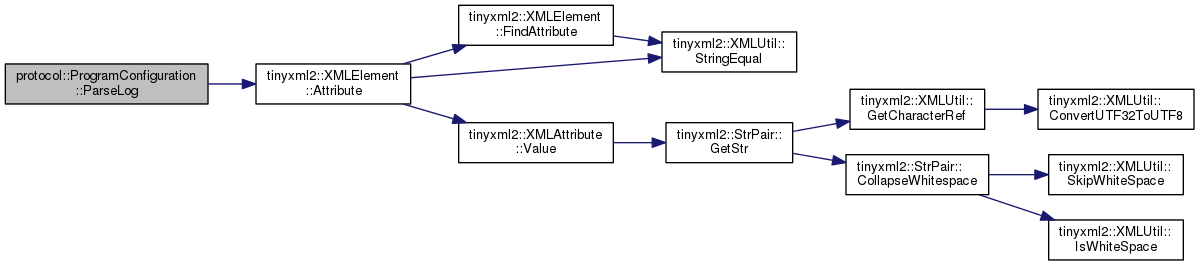 protocol::ProgramConfiguration
::ParseLog
tinyxml2::XMLElement
::Attribute
tinyxml2::XMLElement
::FindAttribute
tinyxml2::XMLUtil::
StringEqual
tinyxml2::XMLAttribute
::Value
tinyxml2::StrPair::
GetStr
tinyxml2::XMLUtil::
GetCharacterRef
tinyxml2::XMLUtil::
ConvertUTF32ToUTF8
tinyxml2::StrPair::
CollapseWhitespace
tinyxml2::XMLUtil::
SkipWhiteSpace
tinyxml2::XMLUtil::
IsWhiteSpace